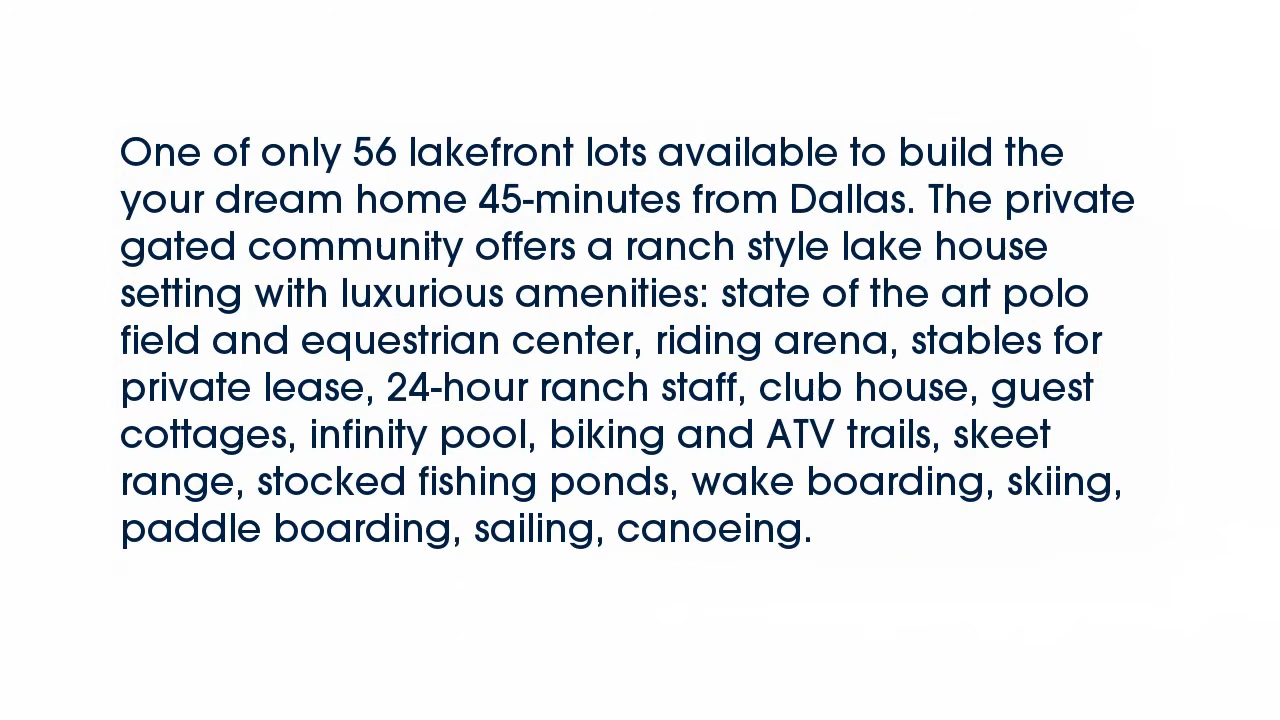 One of only 56 lakefront lots available to build the
your dream home 45-minutes from Dallas. The private
gated community offers a ranch style lake house
setting with luxurious amenities: state of the art polo
field and equestrian center, riding arena, stables for
private lease, 24-hour ranch staff, club house, guest
cottages, infinity pool, biking and ATV trails, skeet
range, stocked fishing ponds, wake boarding, skiing,
paddle boarding, sailing, canoeing.